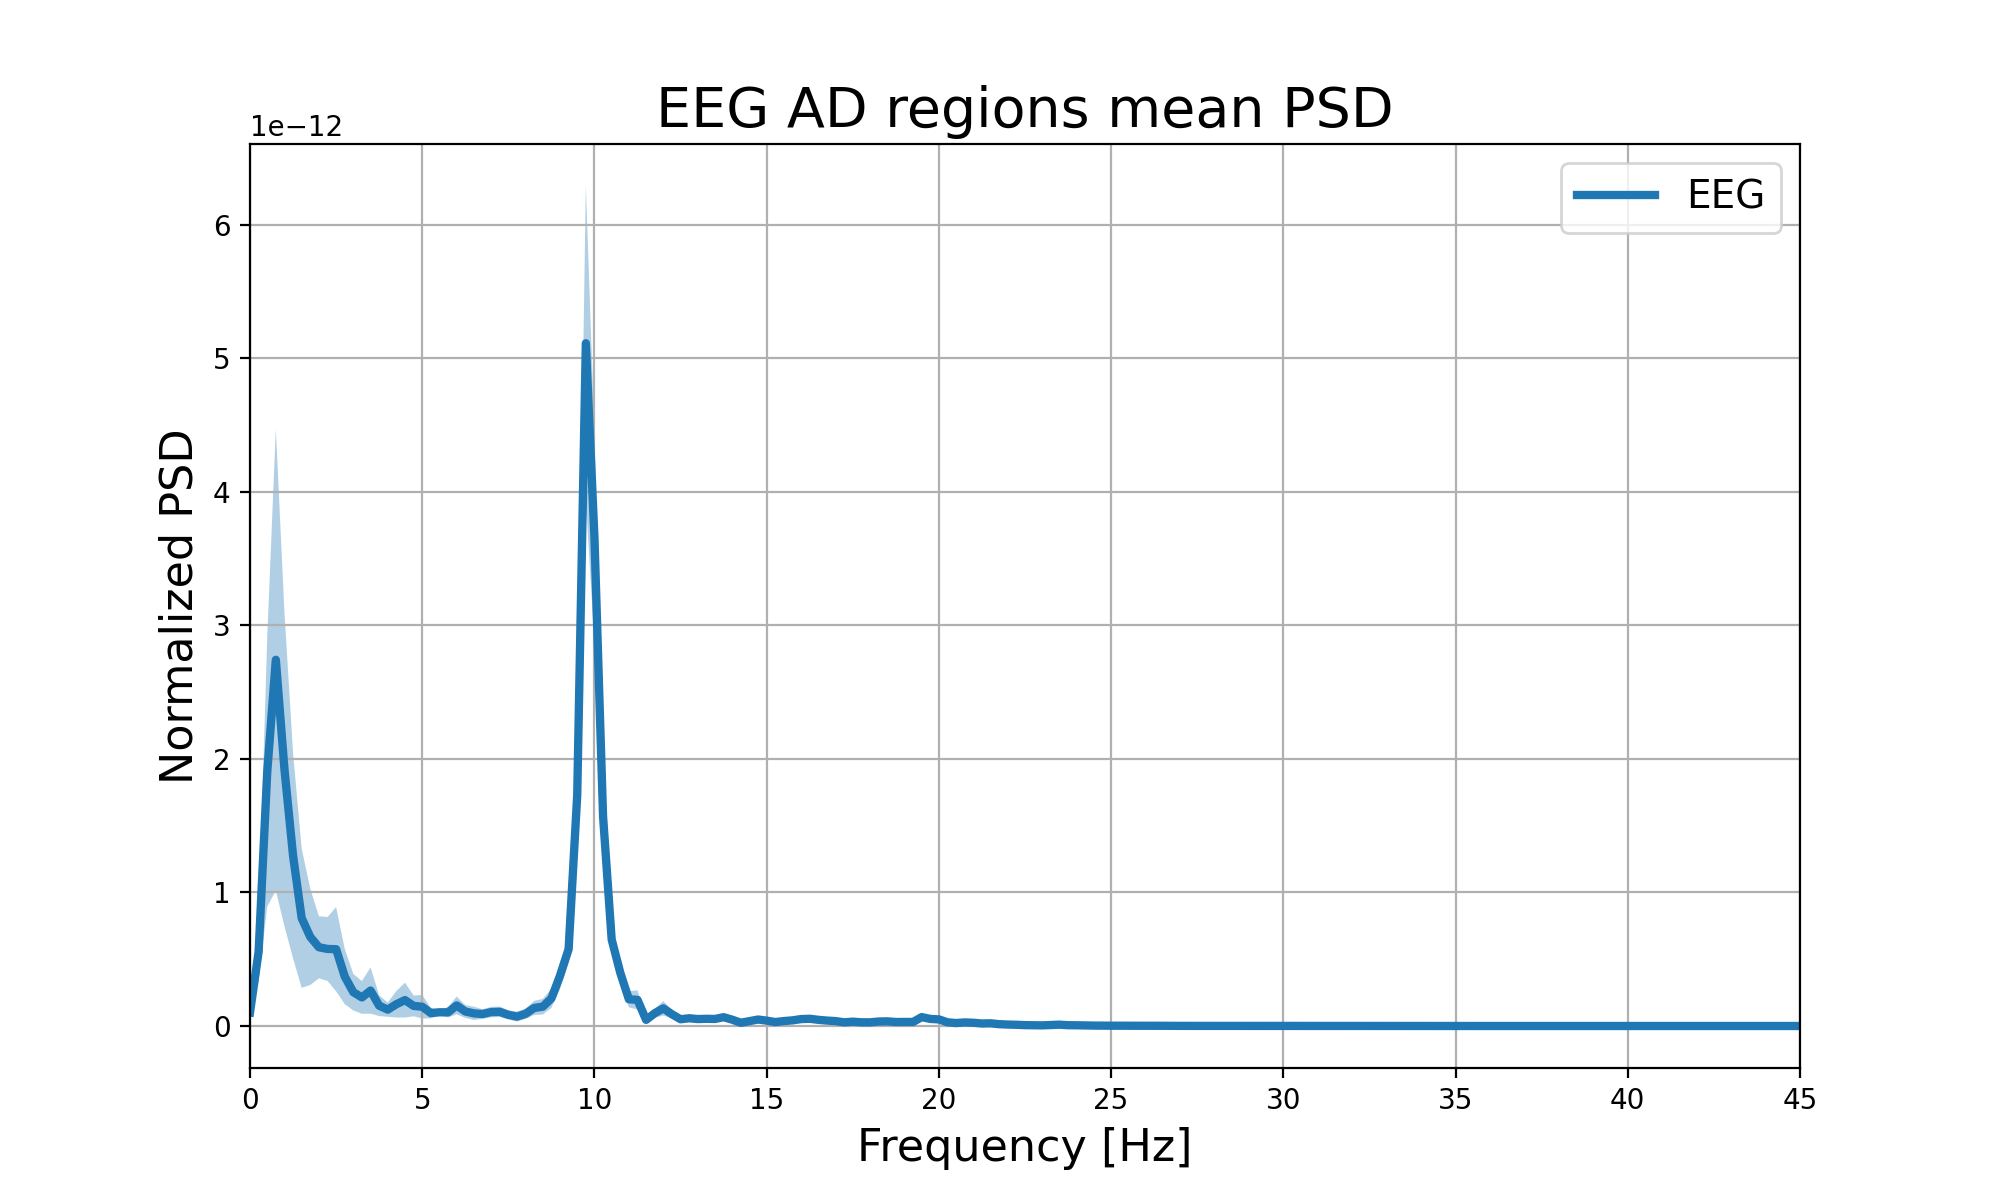 EEG AD regions mean PSD
1e−12
EEG
6
5
4
3
2
1
0
Normalized PSD
0 5 10 15 20 25 30 35 40 45
Frequency [Hz]